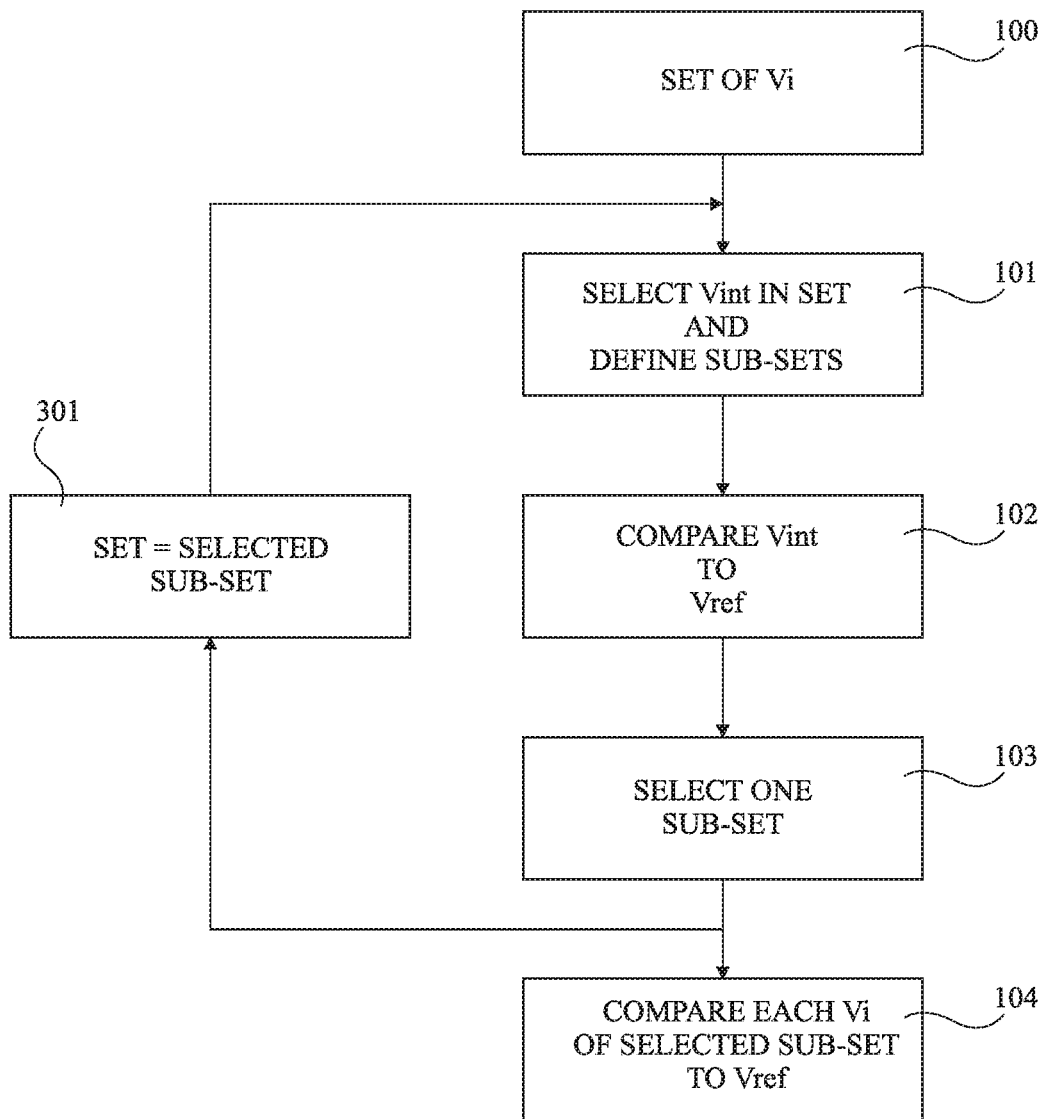 100
SET OF Vi
101
SELECT Vint IN SET
AND
DEFINE SUB-SETS
301
SET = SELECTED
SUB-SET
102
COMPARE Vint
TO
Vref
103
SELECT ONE
SUB-SET
104
COMPARE EACH Vi
OF SELECTED SUB-SET
TO Vref